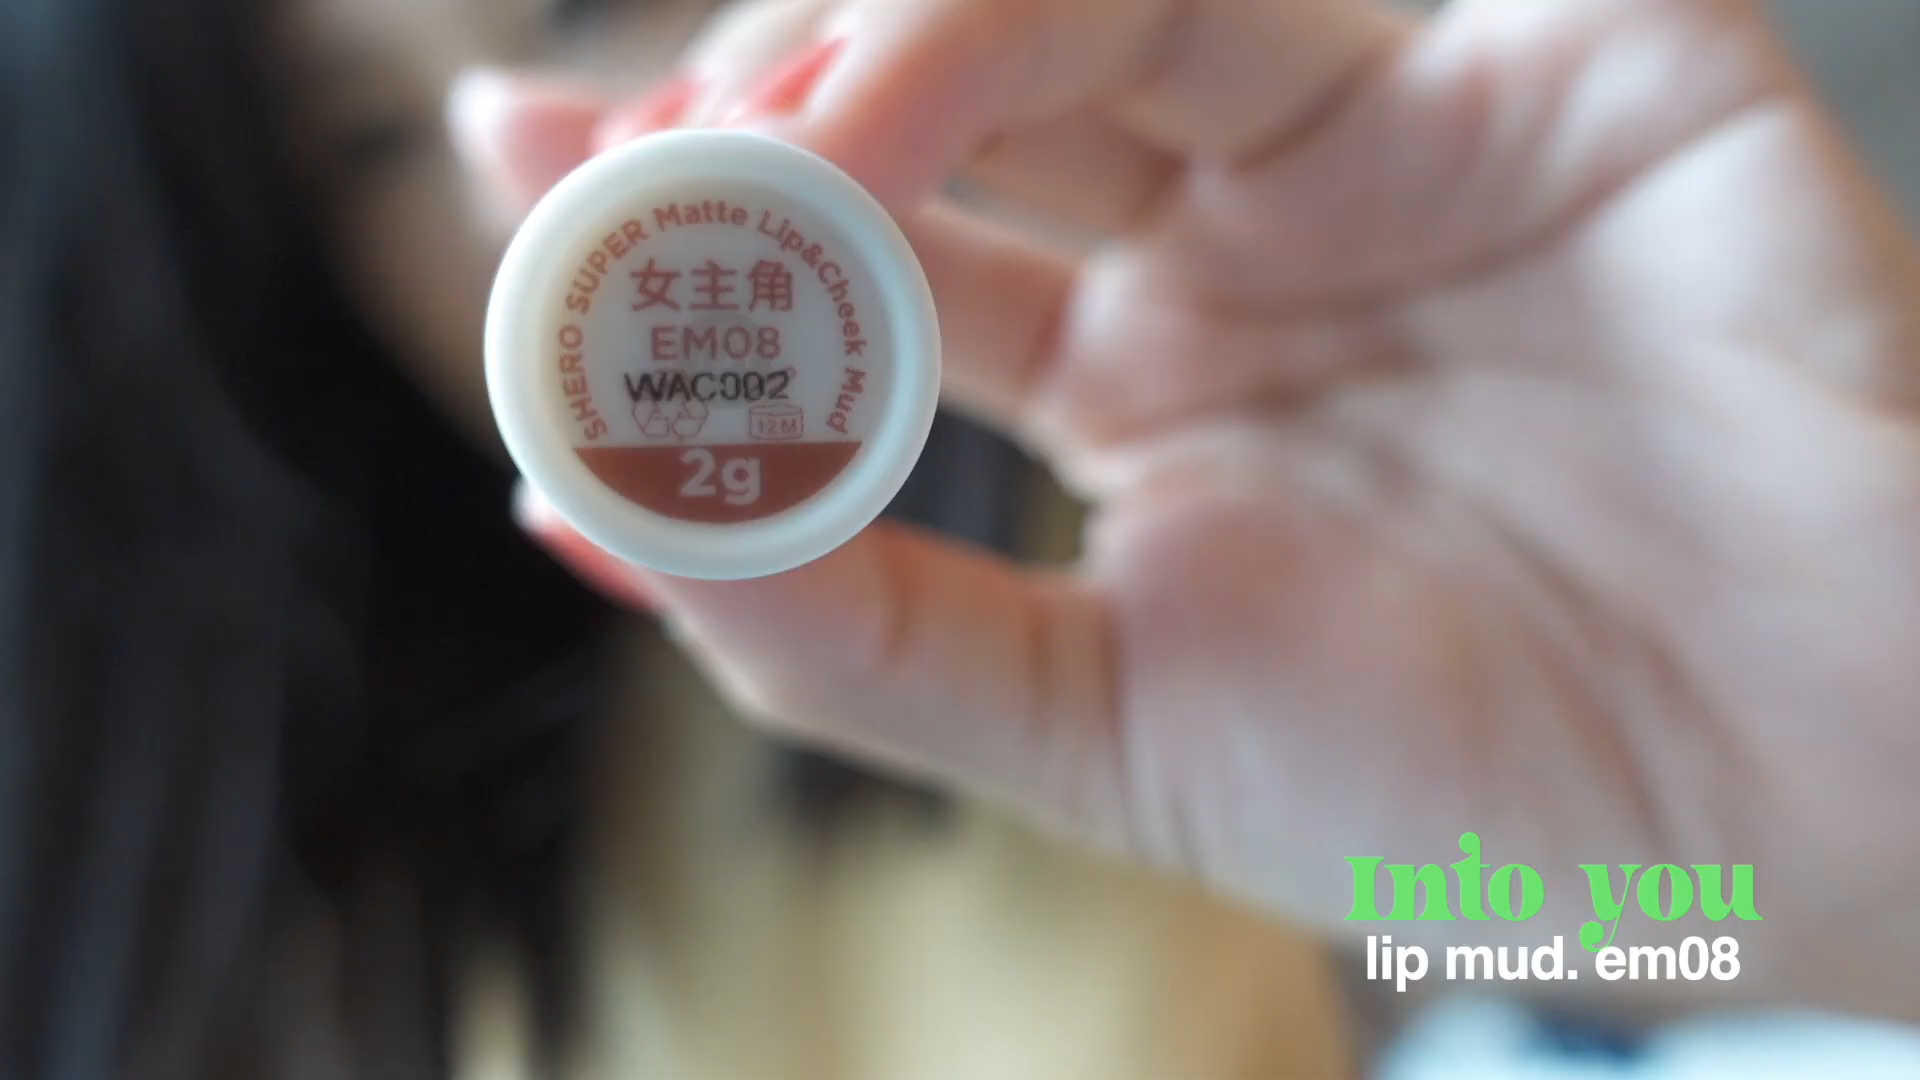 SHERO SUPER Matte Lip&Cheek Mud
女主角
EM08
WAC002
12M
2g
Into you
lip mud. em08